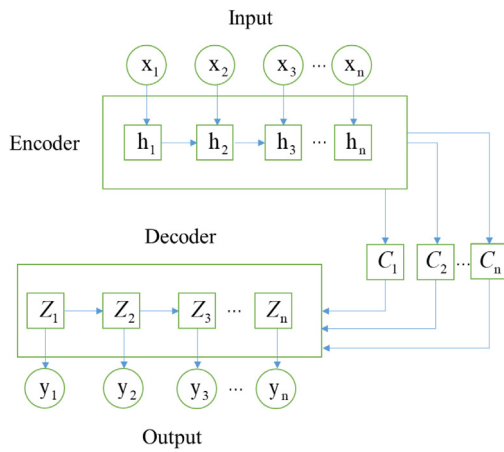 Input
x₁ x₂ x₃ ... xₙ
Encoder
h₁ h₂ h₃ ... hₙ
Decoder
C₁ C₂ ... Cₙ
Z₁ Z₂ Z₃ ... Zₙ
y₁ y₂ y₃ ... yₙ
Output